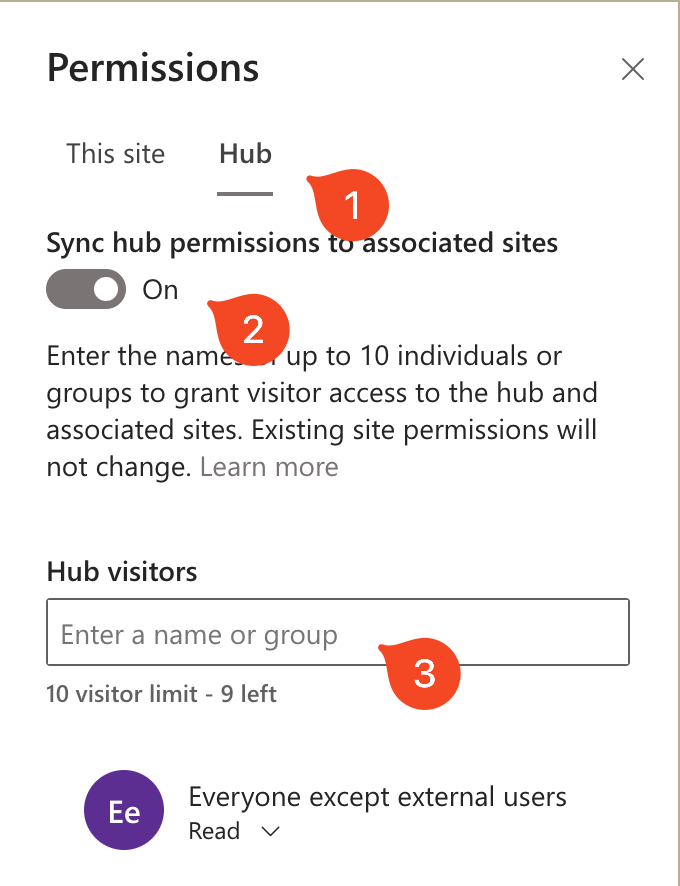 Permissions
This site
Hub
1
Sync hub permissions to associated sites
On
2
Enter the names up to 10 individuals or
groups to grant visitor access to the hub and
associated sites. Existing site permissions will
not change. Learn more
Hub visitors
Enter a name or group
3
10 visitor limit - 9 left
Ee
Everyone except external users
Read